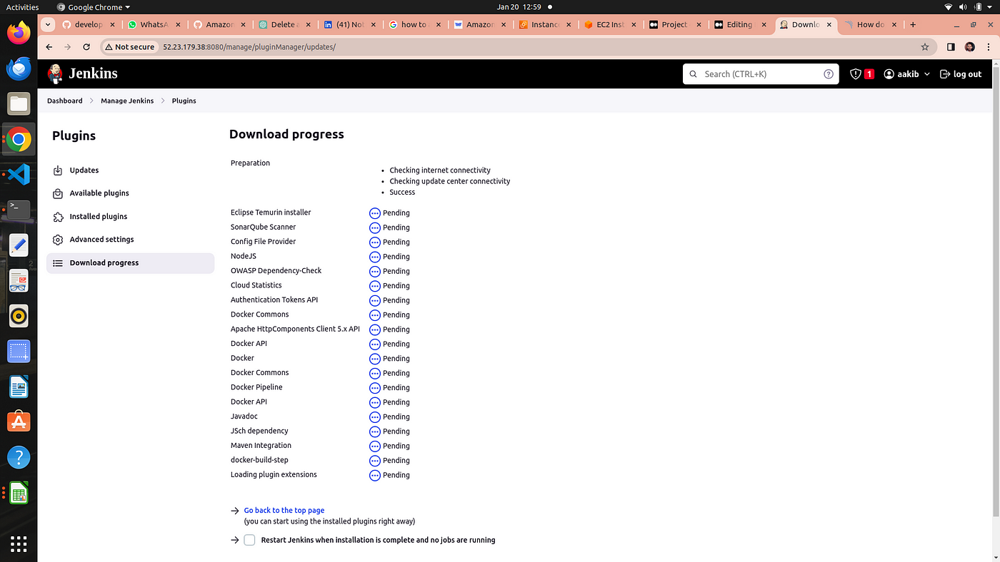 Activities
Google Chrome
Jan 20 12:59
develop
WhatsA
Amazon
Delete a
(41) Not
how to
Amazon
Instanc
EC2 Inst
Project
Editing
Downlo
How do
Not secure
52.23.179.38:8080/manage/pluginManager/updates/
Jenkins
Search (CTRL+K)
1
aakib
log out
Dashboard
Manage Jenkins
Plugins
Plugins
Updates
Available plugins
Installed plugins
Advanced settings
Download progress
Download progress
Preparation
• Checking internet connectivity
• Checking update center connectivity
• Success
Eclipse Temurin installer Pending
SonarQube Scanner Pending
Config File Provider Pending
NodeJS Pending
OWASP Dependency-Check Pending
Cloud Statistics Pending
Authentication Tokens API Pending
Docker Commons Pending
Apache HttpComponents Client 5.x API Pending
Docker API Pending
Docker Pending
Docker Commons Pending
Docker Pipeline Pending
Docker API Pending
Javadoc Pending
JSch dependency Pending
Maven Integration Pending
docker-build-step Pending
Loading plugin extensions Pending
→ Go back to the top page
(you can start using the installed plugins right away)
→ Restart Jenkins when installation is complete and no jobs are running